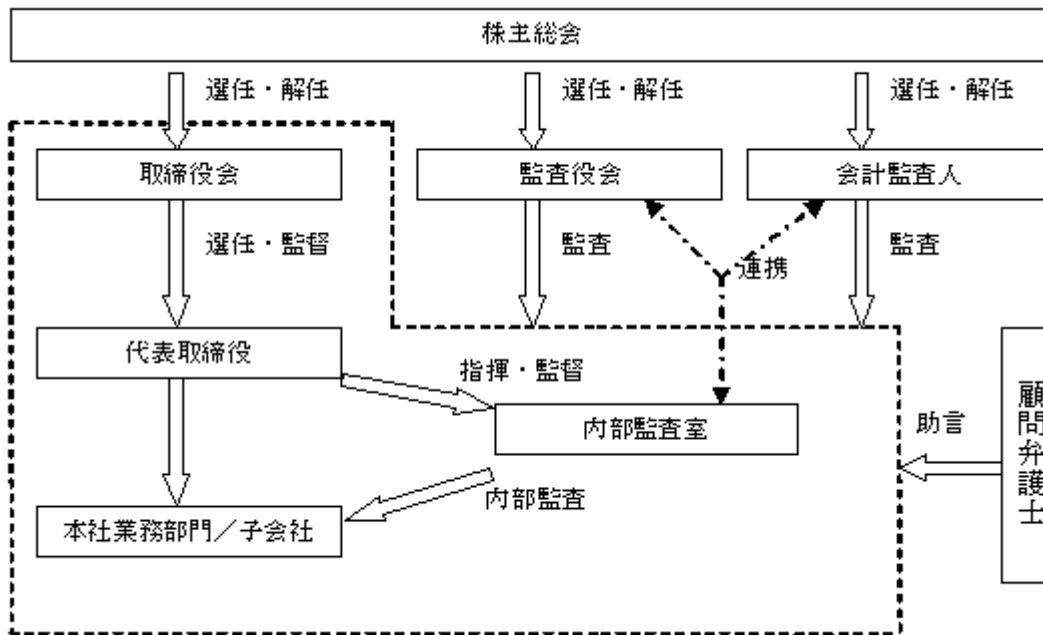 株主総会
選任・解任
選任・解任
選任・解任
取締役会
監査役会
会計監査人
選任・監督
監査
連携
監査
代表取締役
指揮・監督
内部監査室
助言
顧問弁護士
内部監査
本社業務部門／子会社